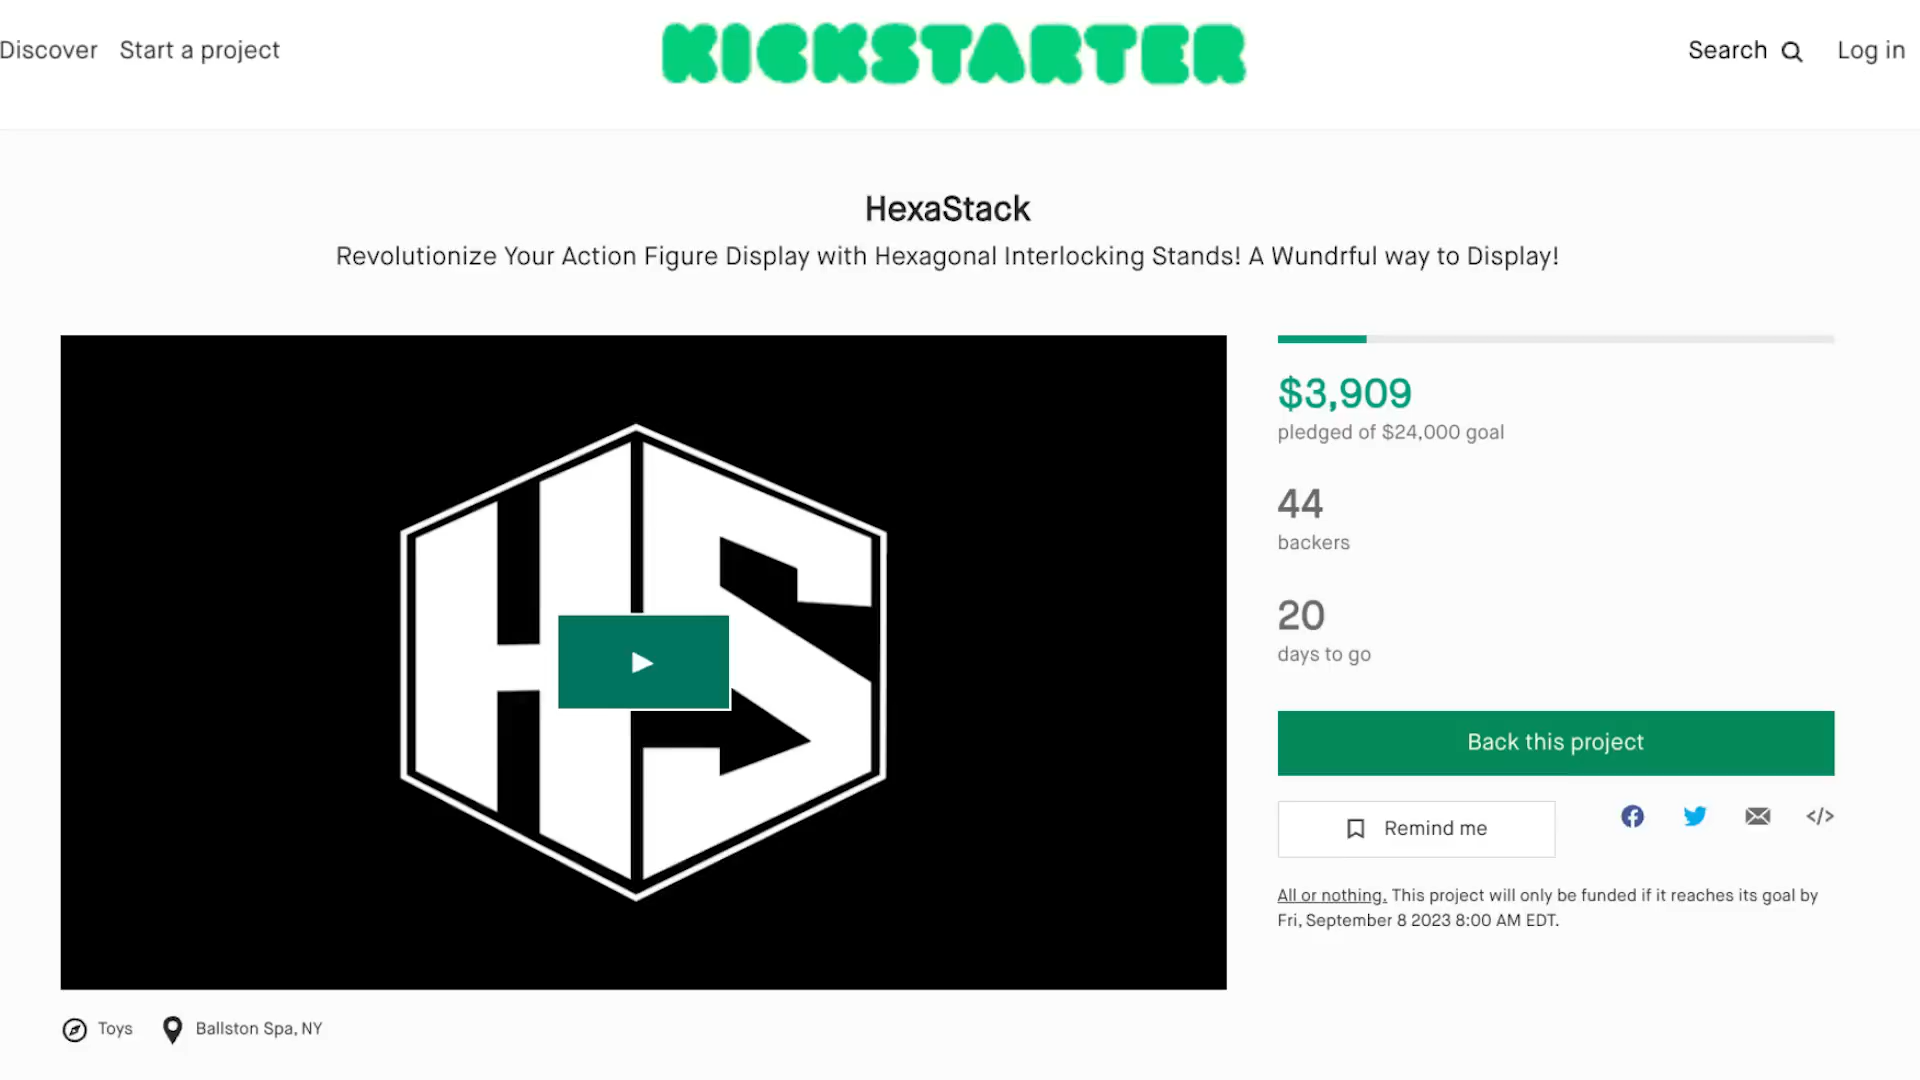 Discover Start a project
KICKSTARTER
Search
Log in
HexaStack
Revolutionize Your Action Figure Display with Hexagonal Interlocking Stands! A Wundrful way to Display!
HS
$3,909
pledged of $24,000 goal
44
backers
20
days to go
Back this project
Remind me
</>
All or nothing. This project will only be funded if it reaches its goal by
Fri, September 8 2023 8:00 AM EDT.
Toys
Ballston Spa, NY